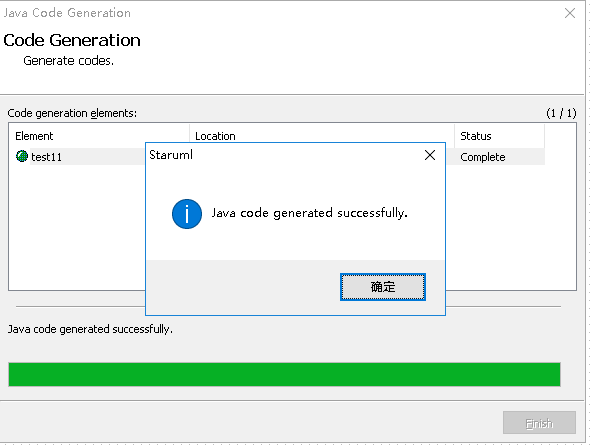 Java Code Generation
Code Generation
Generate codes.
Code generation elements:
(1 / 1)
Element Location Status
test11 Complete
Staruml
Java code generated successfully.
确定
Java code generated successfully.
Finish